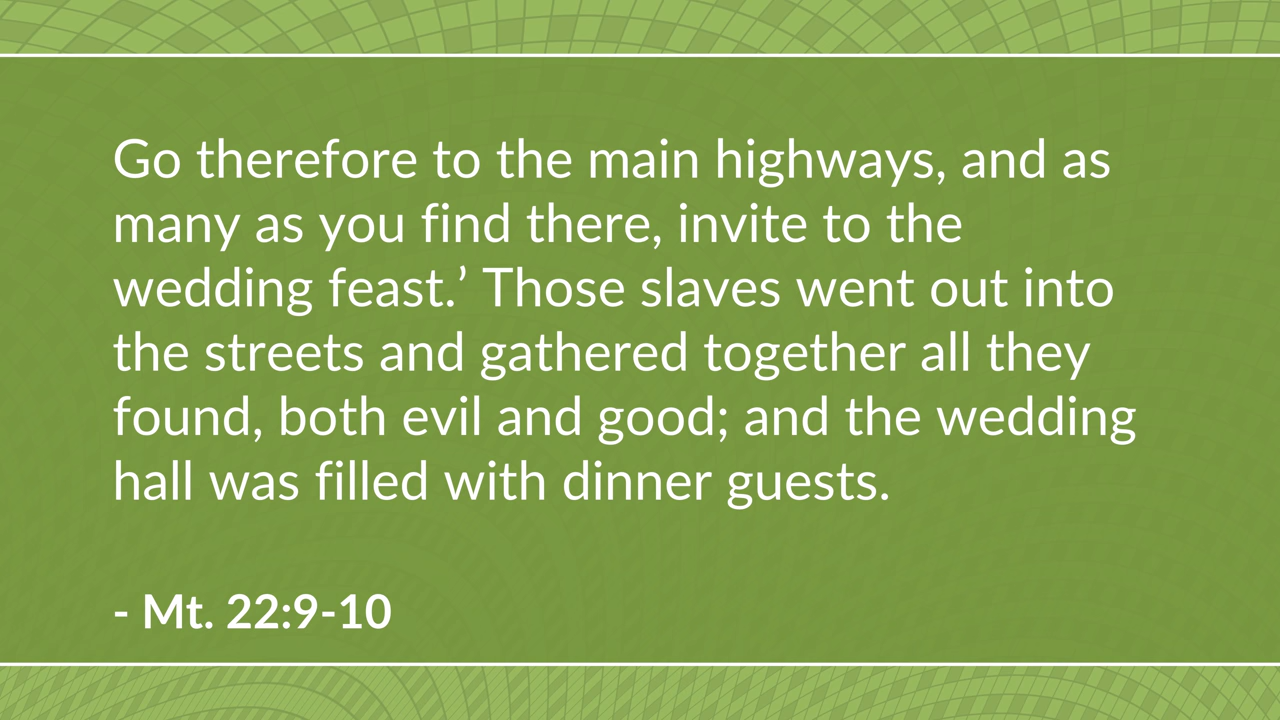 Go therefore to the main highways, and as
many as you find there, invite to the
wedding feast.’ Those slaves went out into
the streets and gathered together all they
found, both evil and good; and the wedding
hall was filled with dinner guests.
- Mt. 22:9-10